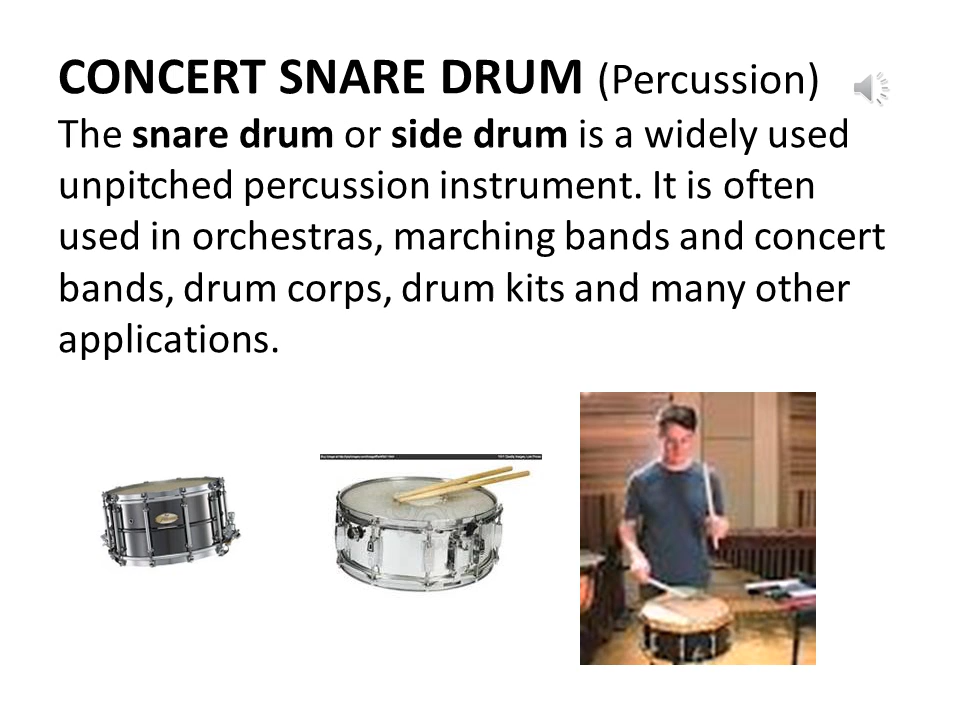 CONCERT SNARE DRUM (Percussion)
The snare drum or side drum is a widely used
unpitched percussion instrument. It is often
used in orchestras, marching bands and concert
bands, drum corps, drum kits and many other
applications.